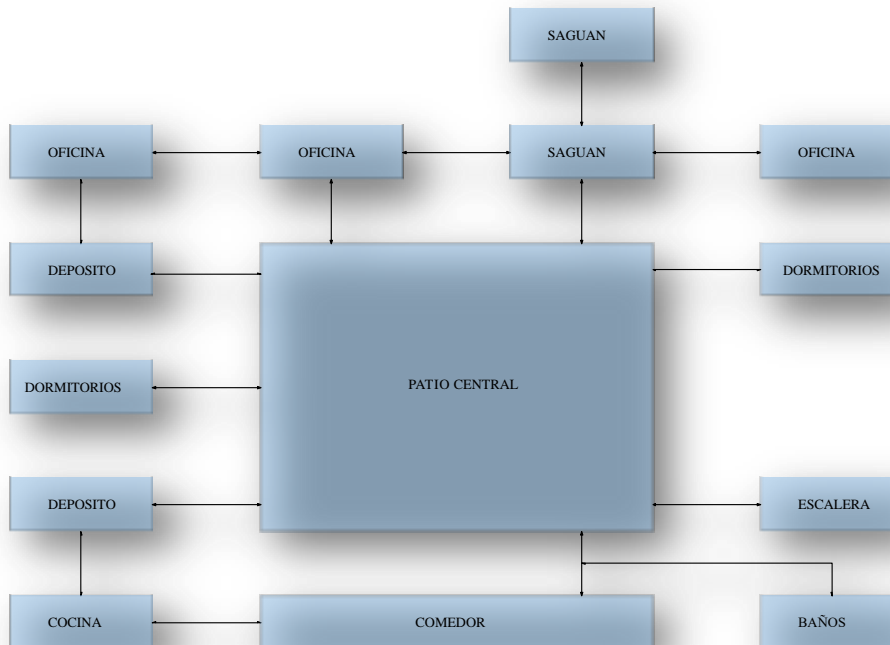 SAGUAN
OFICINA
OFICINA
SAGUAN
OFICINA
DEPOSITO
DORMITORIOS
DORMITORIOS
PATIO CENTRAL
DEPOSITO
ESCALERA
COCINA
COMEDOR
BAÑOS